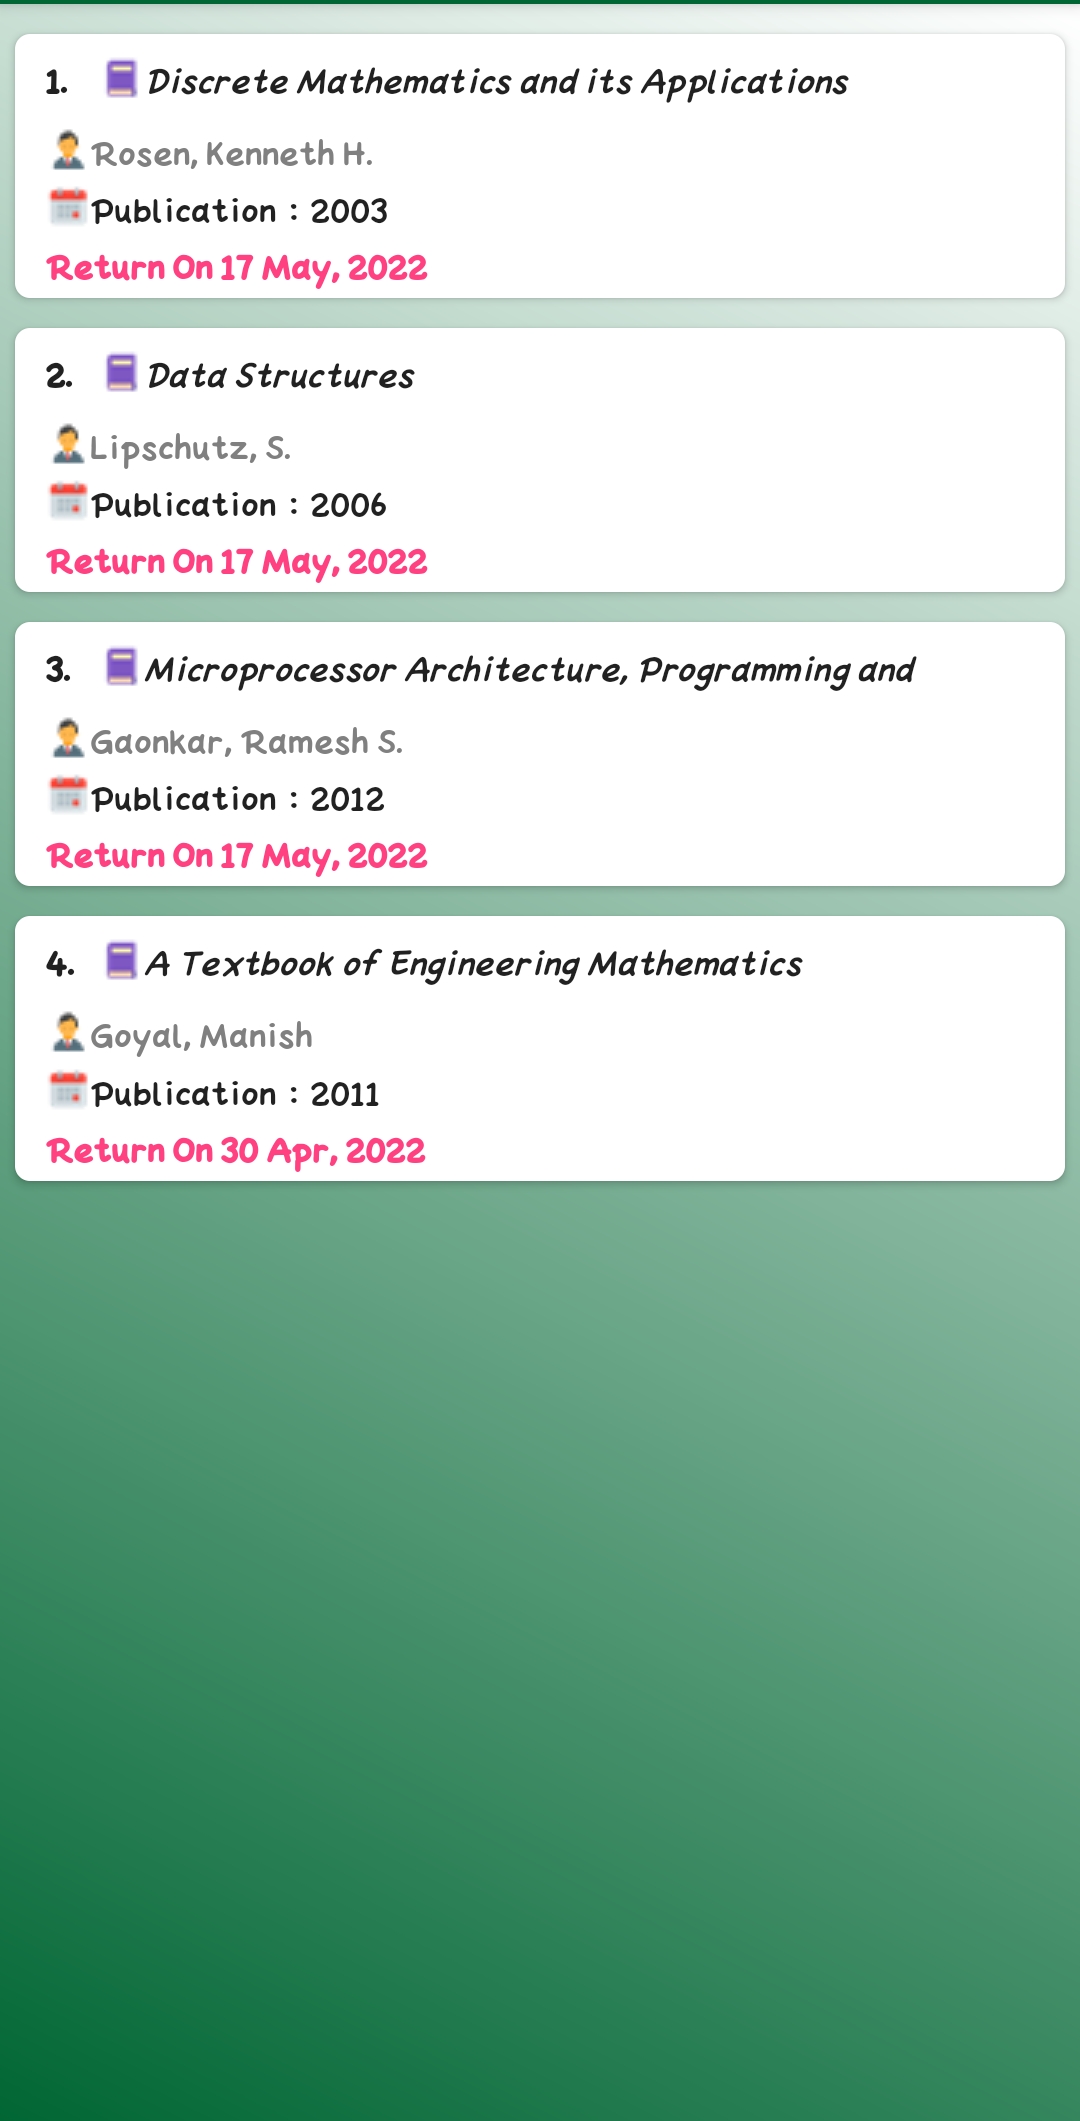 1. Discrete Mathematics and its Applications
Rosen, Kenneth H.
Publication : 2003
Return On 17 May, 2022
2. Data Structures
Lipschutz, S.
Publication : 2006
Return On 17 May, 2022
3. Microprocessor Architecture, Programming and
Gaonkar, Ramesh S.
Publication : 2012
Return On 17 May, 2022
4. A Textbook of Engineering Mathematics
Goyal, Manish
Publication : 2011
Return On 30 Apr, 2022